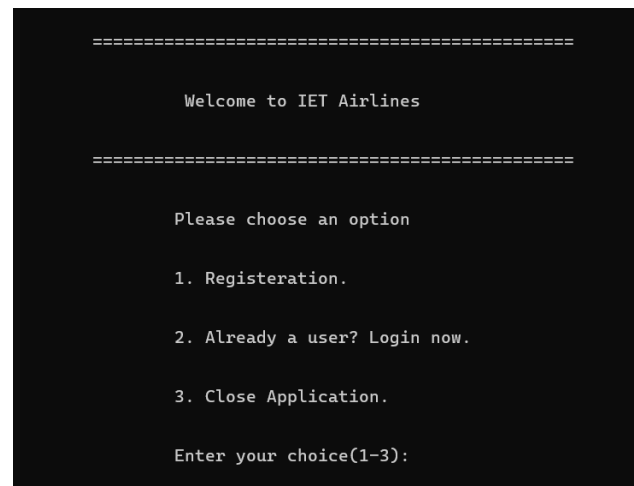 ===============================================
Welcome to IET Airlines
===============================================
Please choose an option
1. Registeration.
2. Already a user? Login now.
3. Close Application.
Enter your choice(1-3):